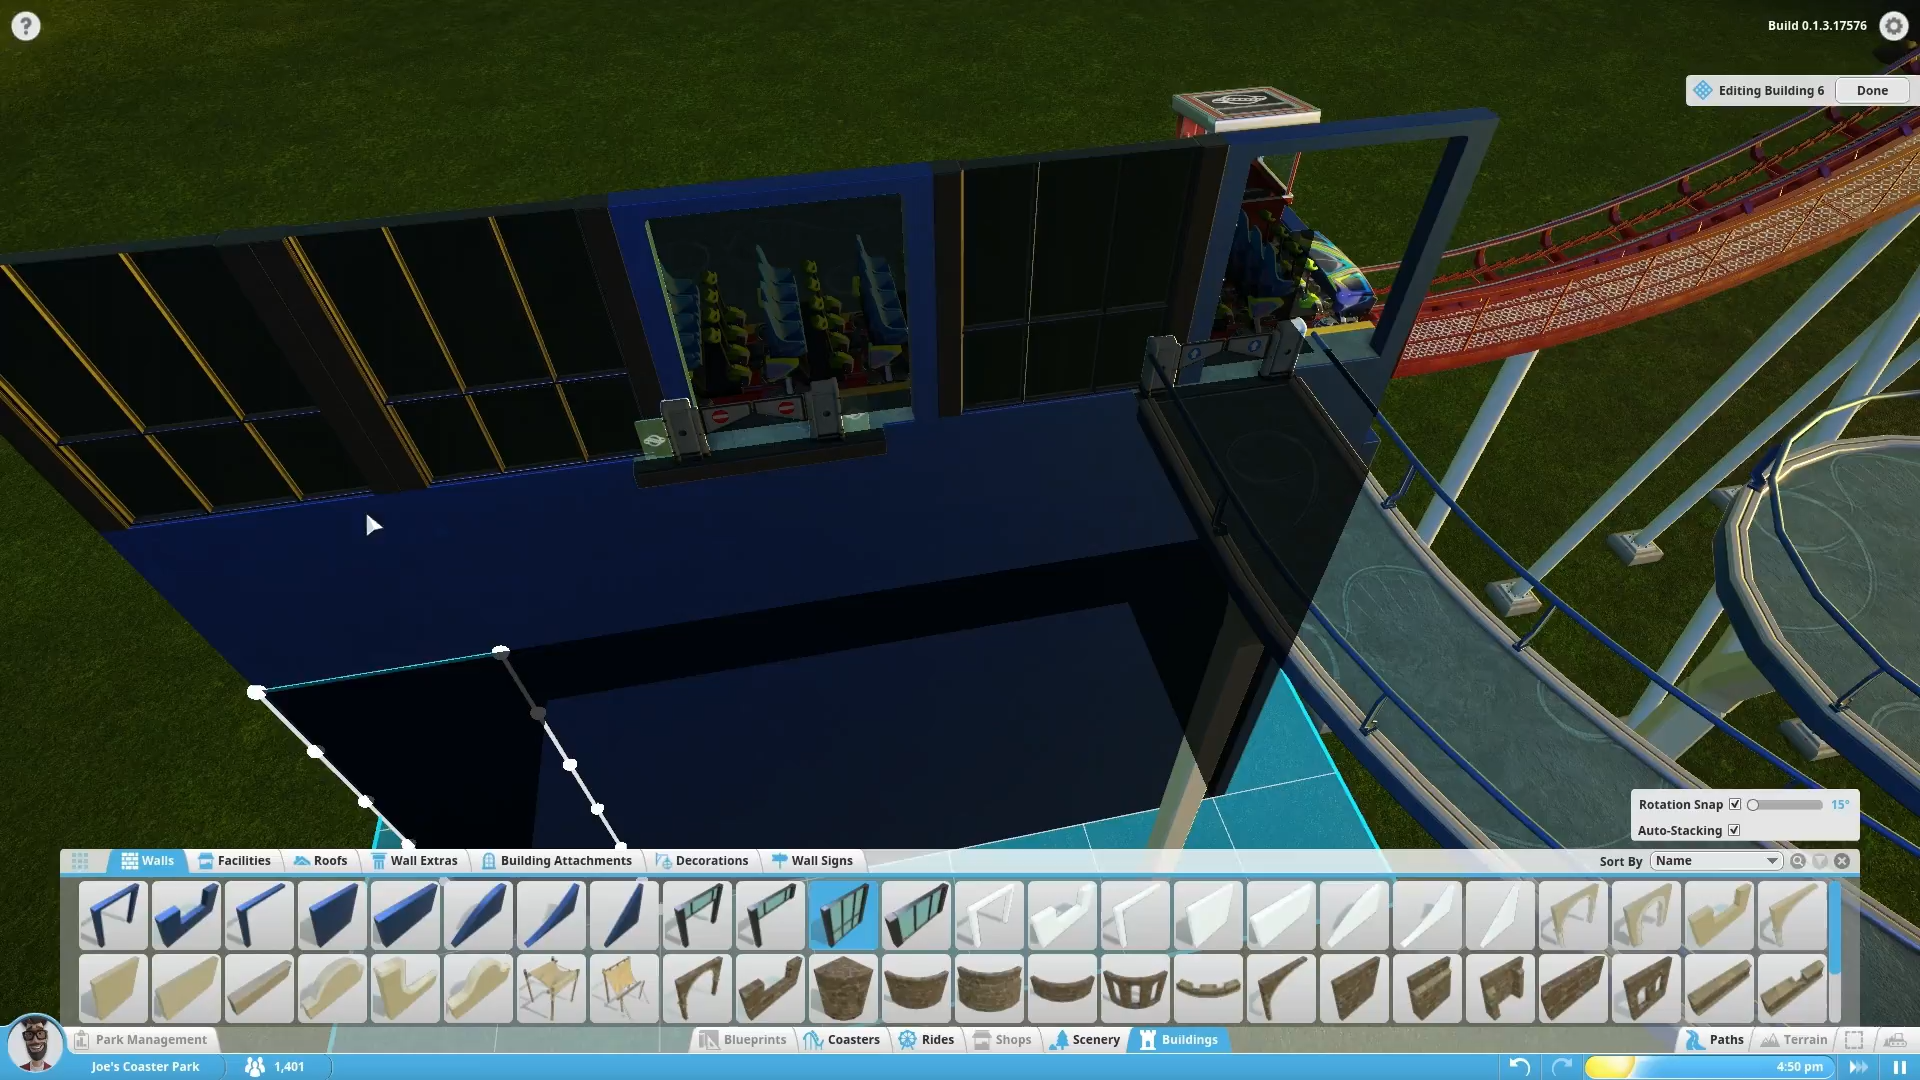 ?
Build 0.1.3.17576
Editing Building 6
Done
Rotation Snap
15°
Auto-Stacking
Walls
Facilities
Roofs
Wall Extras
Building Attachments
Decorations
Wall Signs
Sort By
Name
Park Management
Blueprints
Coasters
Rides
Shops
Scenery
Buildings
Paths
Terrain
Joe's Coaster Park
1,401
4:50 pm